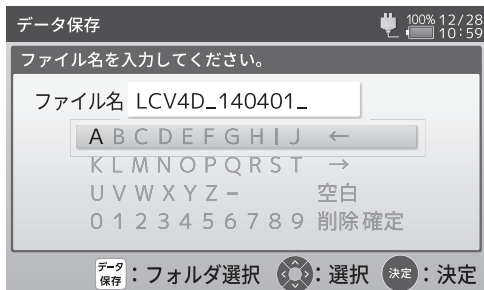 データ保存 100% 12/28
10:59
ファイル名を入力してください。
ファイル名 LCV4D_140401_
A B C D E F G H I J ←
K L M N O P Q R S T →
U V W X Y Z − 空白
0 1 2 3 4 5 6 7 8 9 削除 確定
データ保存：フォルダ選択 ：選択 決定：決定